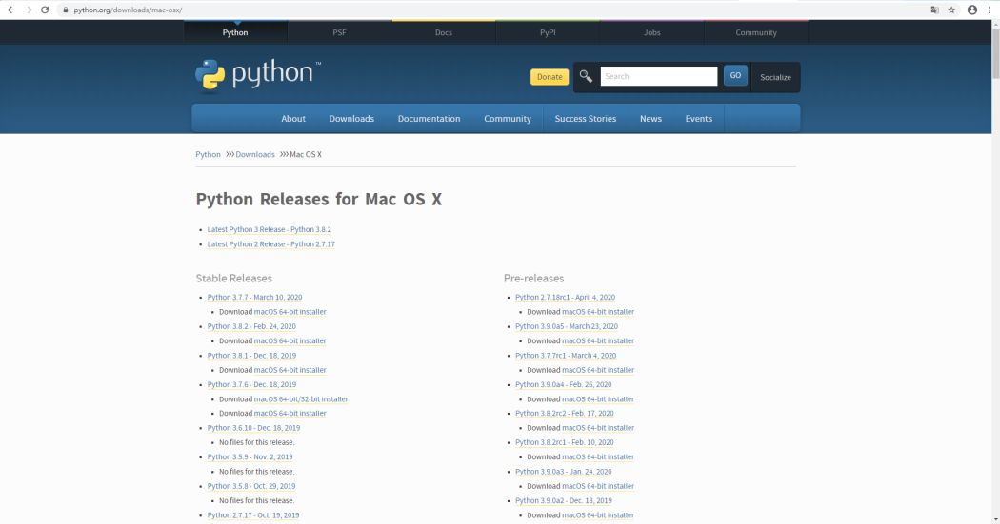 python.org/downloads/mac-osx/
Python PSF Docs PyPI Jobs Community
python™
Donate Search GO Socialize
About Downloads Documentation Community Success Stories News Events
Python >>> Downloads >>> Mac OS X
Python Releases for Mac OS X
Latest Python 3 Release - Python 3.8.2
Latest Python 2 Release - Python 2.7.17
Stable Releases
Python 3.7.7 - March 10, 2020
Download macOS 64-bit installer
Python 3.8.2 - Feb. 24, 2020
Download macOS 64-bit installer
Python 3.8.1 - Dec. 18, 2019
Download macOS 64-bit installer
Python 3.7.6 - Dec. 18, 2019
Download macOS 64-bit/32-bit installer
Download macOS 64-bit installer
Python 3.6.10 - Dec. 18, 2019
No files for this release.
Python 3.5.9 - Nov. 2, 2019
No files for this release.
Python 3.5.8 - Oct. 29, 2019
No files for this release.
Python 2.7.17 - Oct. 19, 2019
Pre-releases
Python 2.7.18rc1 - April 4, 2020
Download macOS 64-bit installer
Python 3.9.0a5 - March 23, 2020
Download macOS 64-bit installer
Python 3.7.7rc1 - March 4, 2020
Download macOS 64-bit installer
Python 3.9.0a4 - Feb. 26, 2020
Download macOS 64-bit installer
Python 3.8.2rc2 - Feb. 17, 2020
Download macOS 64-bit installer
Python 3.8.2rc1 - Feb. 10, 2020
Download macOS 64-bit installer
Python 3.9.0a3 - Jan. 24, 2020
Download macOS 64-bit installer
Python 3.9.0a2 - Dec. 18, 2019
Download macOS 64-bit installer